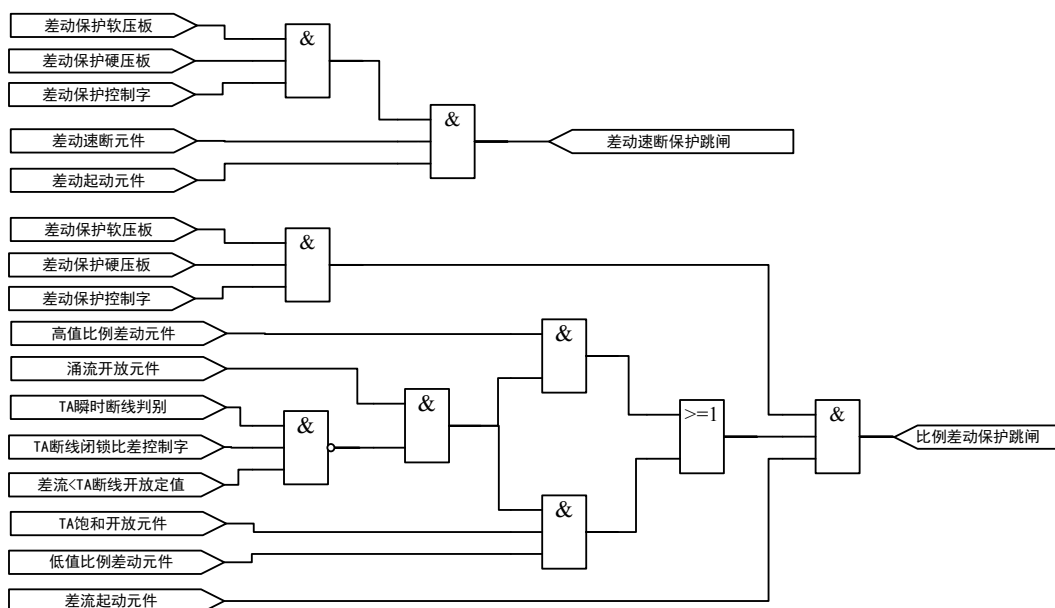 差动保护软压板
&
差动保护硬压板
差动保护控制字
&
差动速断元件
差动速断保护跳闸
差动起动元件
差动保护软压板
&
差动保护硬压板
差动保护控制字
高值比例差动元件
&
涌流开放元件
&
TA瞬时断线判别
>=1
&
&
TA断线闭锁比差控制字
比例差动保护跳闸
差流<TA断线开放定值
&
TA饱和开放元件
低值比例差动元件
差流起动元件